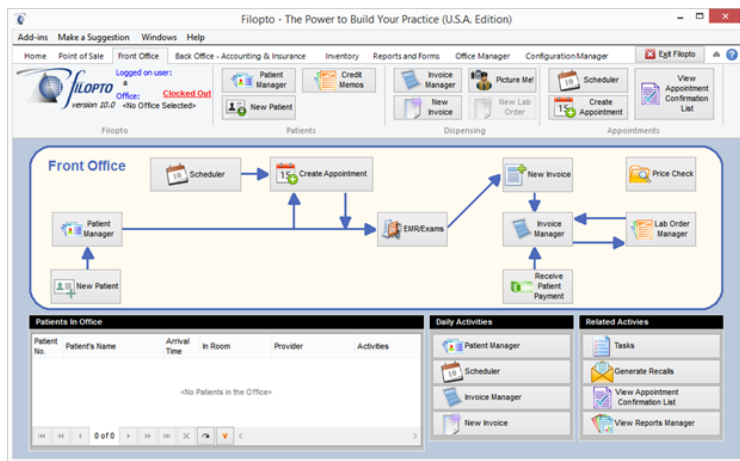 Filopto - The Power to Build Your Practice (U.S.A. Edition)
Add-ins Make a Suggestion Windows Help
Home Point of Sale Front Office Back Office - Accounting & Insurance Inventory Reports and Forms Office Manager Configuration Manager Exit Filopto
FILOPTO
version 10.0
Logged on user:
a
Office: Clocked Out
<No Office Selected>
Patient Manager
Credit Memos
New Patient
Invoice Manager
Picture Me!
New Invoice
New Lab Order
Scheduler
Create Appointment
View Appointment Confirmation List
Filopto Patients Dispensing Appointments
Front Office
Scheduler
Create Appointment
New Invoice
Price Check
Patient Manager
EMR/Exams
Invoice Manager
Lab Order Manager
New Patient
Receive Patient Payment
Patients In Office
Patient No. Patient's Name Arrival Time In Room Provider Activities
<No Patients in the Office>
0 of 0
Daily Activities
Patient Manager
Scheduler
Invoice Manager
New Invoice
Related Activies
Tasks
Generate Recalls
View Appointment Confirmation List
View Reports Manager